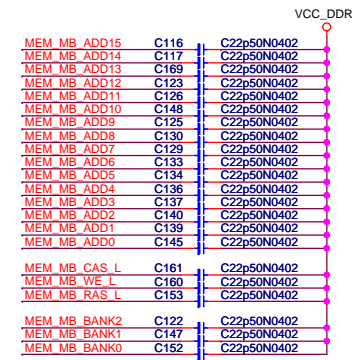 VCC_DDR
MEM_MB_ADD15 C116 C22p50N0402
MEM_MB_ADD14 C117 C22p50N0402
MEM_MB_ADD13 C169 C22p50N0402
MEM_MB_ADD12 C123 C22p50N0402
MEM_MB_ADD11 C126 C22p50N0402
MEM_MB_ADD10 C148 C22p50N0402
MEM_MB_ADD9 C125 C22p50N0402
MEM_MB_ADD8 C130 C22p50N0402
MEM_MB_ADD7 C129 C22p50N0402
MEM_MB_ADD6 C133 C22p50N0402
MEM_MB_ADD5 C134 C22p50N0402
MEM_MB_ADD4 C136 C22p50N0402
MEM_MB_ADD3 C137 C22p50N0402
MEM_MB_ADD2 C140 C22p50N0402
MEM_MB_ADD1 C139 C22p50N0402
MEM_MB_ADD0 C145 C22p50N0402
MEM_MB_CAS_L C161 C22p50N0402
MEM_MB_WE_L C160 C22p50N0402
MEM_MB_RAS_L C153 C22p50N0402
MEM_MB_BANK2 C122 C22p50N0402
MEM_MB_BANK1 C147 C22p50N0402
MEM_MB_BANK0 C152 C22p50N0402